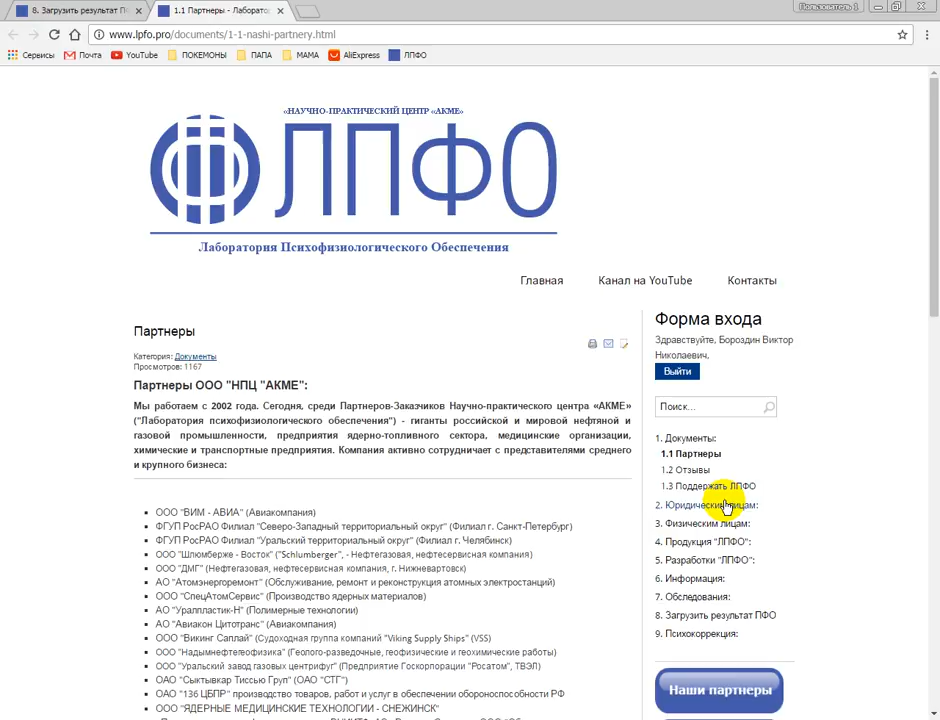 8. Загрузить результат П
1.1 Партнеры - Лаборато
Пользователь 1
www.lpfo.pro/documents/1-1-nashi-partnery.html
Сервисы
Почта
YouTube
ПОКЕМОНЫ
ПАПА
МАМА
AliExpress
ЛПФО
«НАУЧНО-ПРАКТИЧЕСКИЙ ЦЕНТР «АКМЕ»
ЛПФО
Лаборатория Психофизиологического Обеспечения
Главная
Канал на YouTube
Контакты
Партнеры
Категория: Документы
Просмотров: 1167
Партнеры ООО "НПЦ "АКМЕ":
Мы работаем с 2002 года. Сегодня, среди Партнеров-Заказчиков Научно-практического центра «АКМЕ»
("Лаборатория психофизиологического обеспечения") - гиганты российской и мировой нефтяной и
газовой промышленности, предприятия ядерно-топливного сектора, медицинские организации,
химические и транспортные предприятия. Компания активно сотрудничает с представителями среднего
и крупного бизнеса:
ООО "ВИМ - АВИА" (Авиакомпания)
ФГУП РосРАО Филиал "Северо-Западный территориальный округ" (Филиал г. Санкт-Петербург)
ФГУП РосРАО Филиал "Уральский территориальный округ" (Филиал г. Челябинск)
ООО "Шлюмберже - Восток" ("Schlumberger", - Нефтегазовая, нефтесервисная компания)
ООО "ДМГ" (Нефтегазовая, нефтесервисная компания, г. Нижневартовск)
АО "Атомэнергоремонт" (Обслуживание, ремонт и реконструкция атомных электростанций)
ООО "СпецАтомСервис" (Производство ядерных материалов)
АО "Уралпластик-Н" (Полимерные технологии)
АО "Авиакон Цитотранс" (Авиакомпания)
ООО "Викинг Саплай" (Судоходная группа компаний "Viking Supply Ships" (VSS)
"Надымнефтегеофизика" (Геолого-разведочные, геофизические и геохимические работы)
ООО "Уральский завод газовых центрифуг" (Предприятие Госкорпорации "Росатом", ТВЭЛ)
ОАО "Сыктывкар Тиссью Груп" (ОАО "СТГ")
ОАО "136 ЦБПР" производство товаров, работ и услуг в обеспечении обороноспособности РФ
ООО "ЯДЕРНЫЕ МЕДИЦИНСКИЕ ТЕХНОЛОГИИ - СНЕЖИНСК"
Форма входа
Здравствуйте, Бороздин Виктор
Николаевич,
Выйти
Поиск...
1. Документы:
1.1 Партнеры
1.2 Отзывы
1.3 Поддержать ЛПФО
2. Юридическим лицам:
3. Физическим лицам:
4. Продукция "ЛПФО":
5. Разработки "ЛПФО":
6. Информация:
7. Обследования:
8. Загрузить результат ПФО
9. Психокоррекция:
Наши партнеры